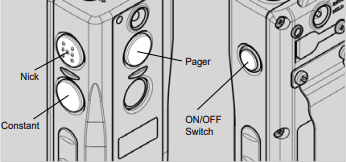 Nick
Pager
Constant
ON/OFF
Switch